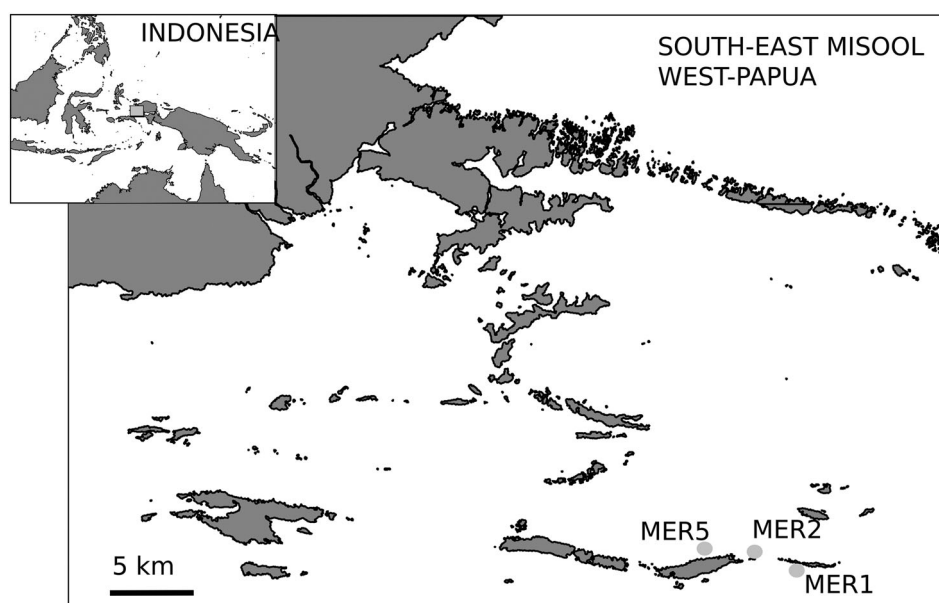 INDONESIA
SOUTH-EAST MISOOL
WEST-PAPUA
MER5
MER2
MER1
5 km